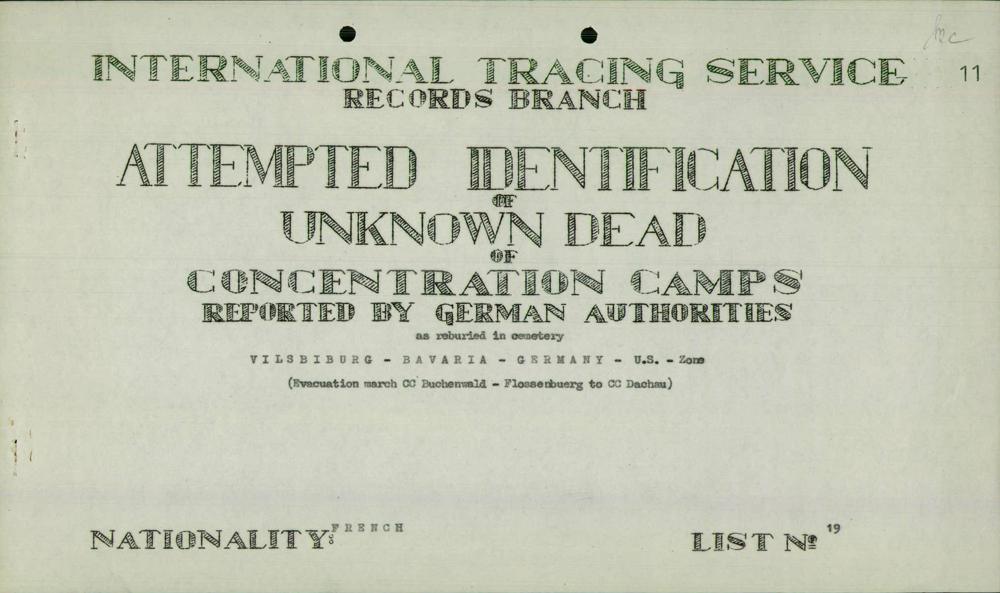 INTERNATIONAL TRACING SERVICE
11
RECORDS BRANCH
ATTEMPTED IDENTIFICATION
OF
UNKNOWN DEAD
OF
CONCENTRATION CAMPS
REPORTED BY GERMAN AUTHORITIES
as reburied in cemetery
VILSBIBURG - BAVARIA - GERMANY - U.S. - Zone
(Evacuation march CC Buchenwald - Flossenbuerg to CC Dachau)
NATIONALITY: FRENCH
LIST Nº 19